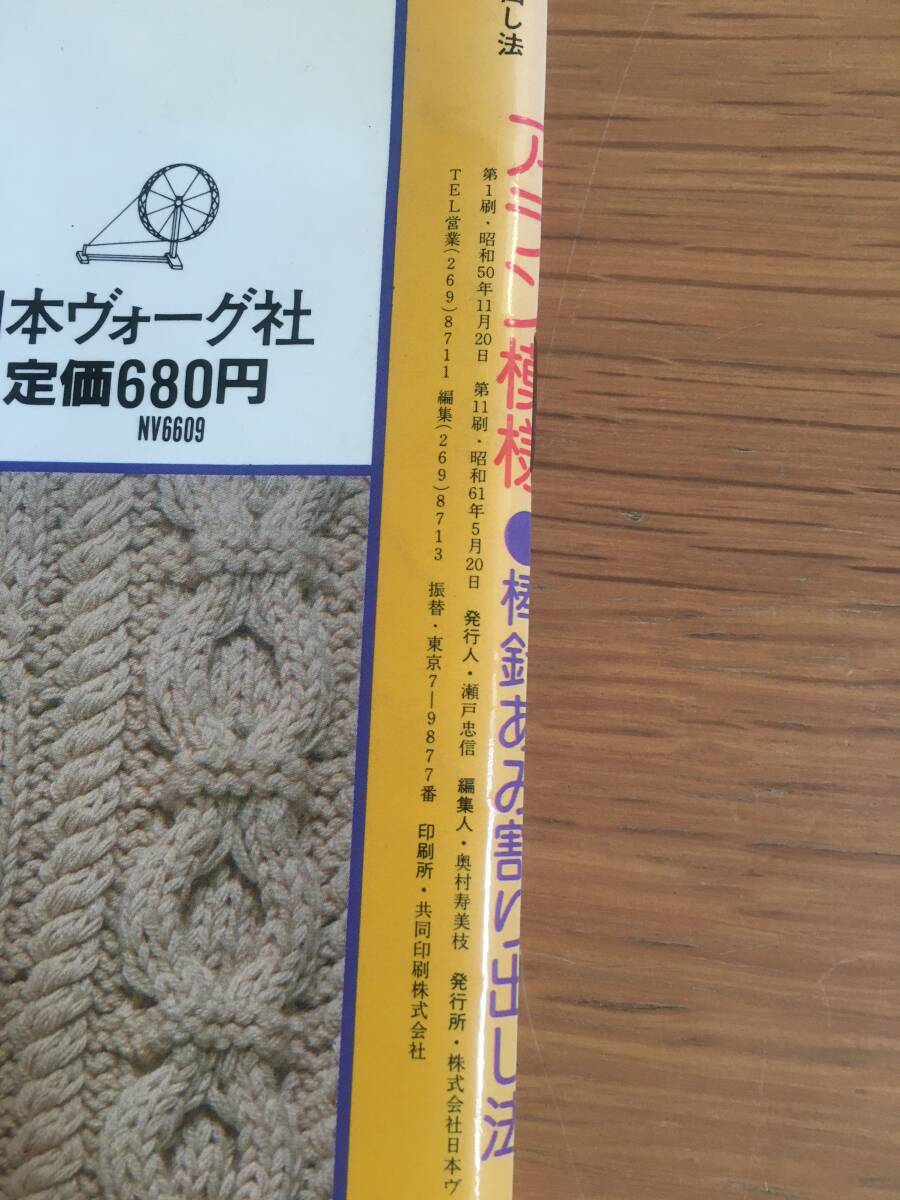 本ヴォーグ社
定価680円
NV6609
し法
アラン模様●棒針あみ割り出し法
第1刷・昭和50年11月20日 第11刷・昭和61年5月20日 発行人・瀬戸忠信 編集人・奥村寿美枝 発行所・株式会社日本ヴ
TEL営業(269)8711 編集(269)8713 振替・東京7―9877番 印刷所・共同印刷株式会社